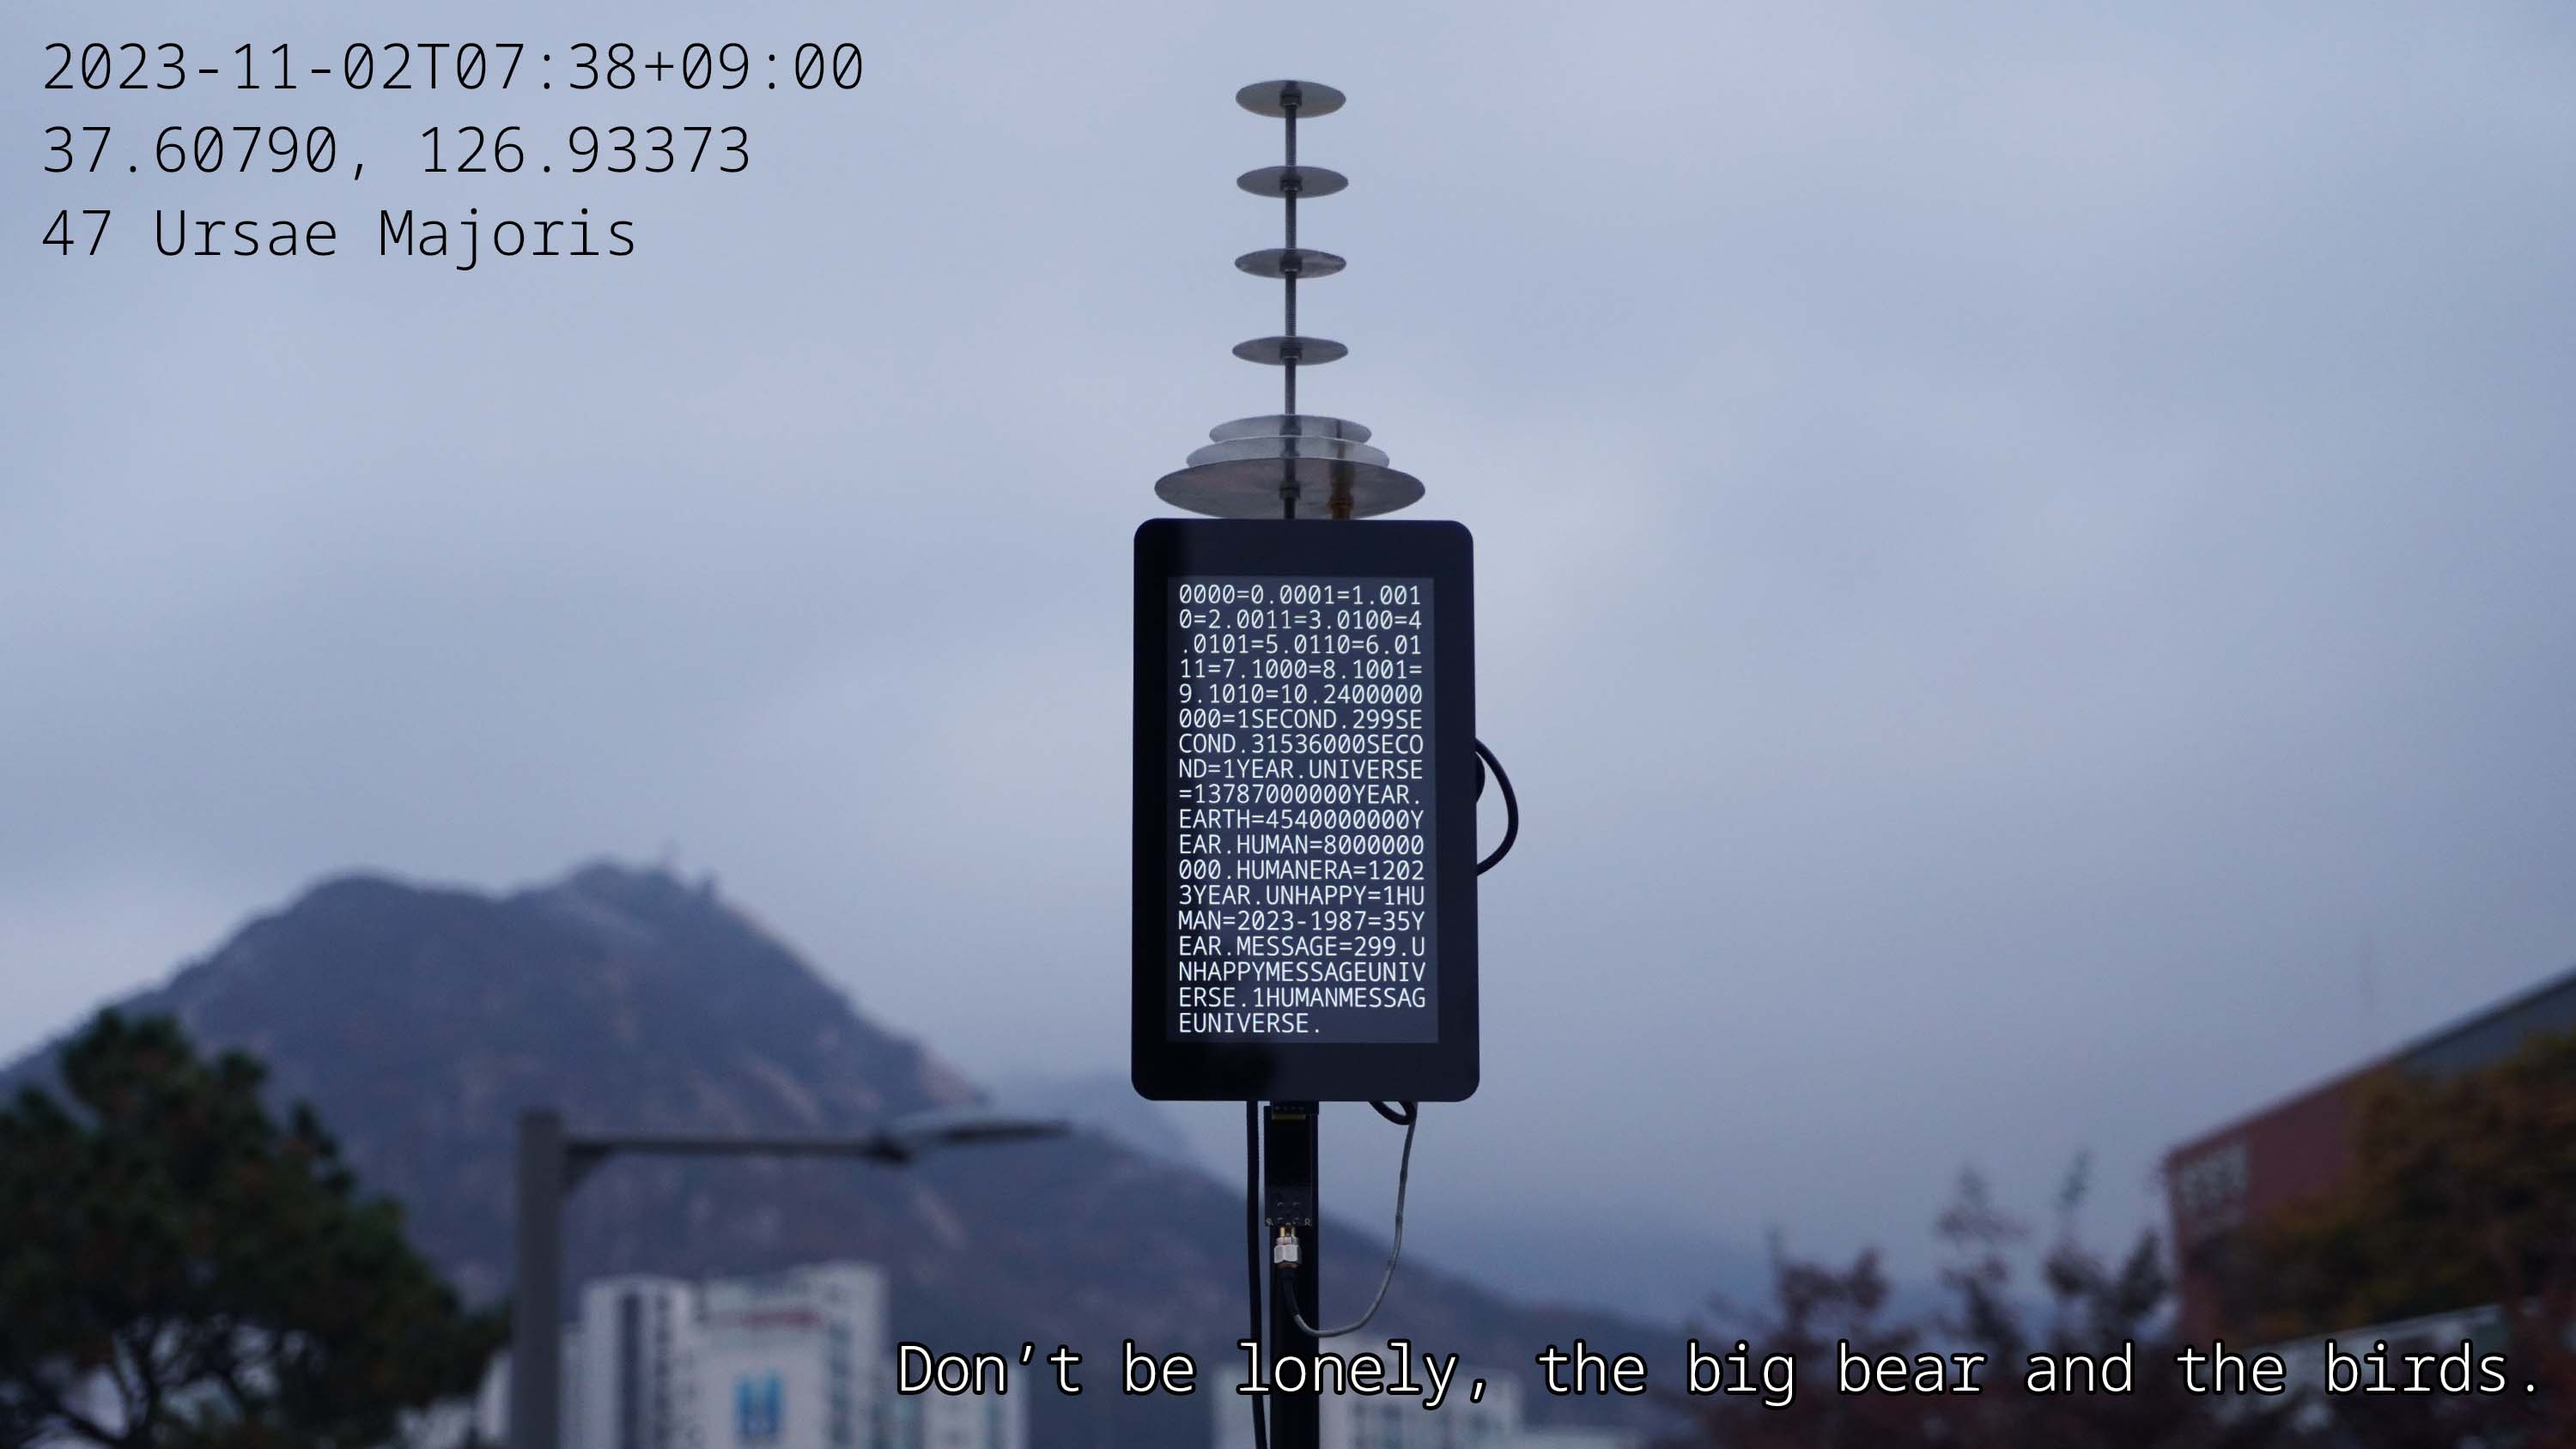 2023-11-02T07:38+09:00
37.60790, 126.93373
47 Ursae Majoris
0000=0.0001=1.001
0=2.0011=3.0100=4
.0101=5.0110=6.01
11=7.1000=8.1001=
9.1010=10.2400000
000=1SECOND.299SE
COND.31536000SECO
ND=1YEAR.UNIVERSE
=13787000000YEAR.
EARTH=4540000000Y
EAR.HUMAN=8000000
000.HUMANERA=1202
3YEAR.UNHAPPY=1HU
MAN=2023-1987=35Y
EAR.MESSAGE=299.U
NHAPPYMESSAGEUNIV
ERSE.1HUMANMESSAG
EUNIVERSE.
Don’t be lonely, the big bear and the birds.